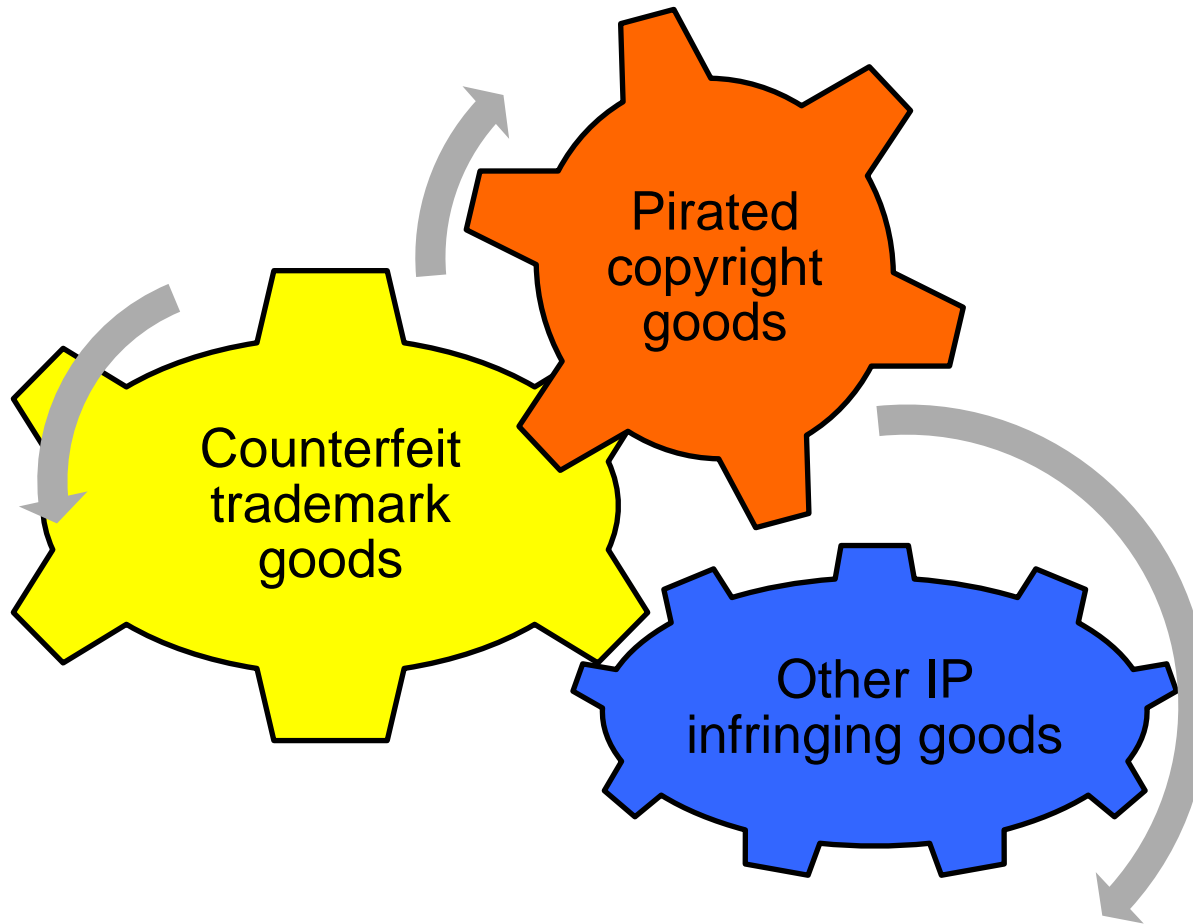 Pirated
copyright
goods
Counterfeit
trademark
goods
Other IP
infringing goods